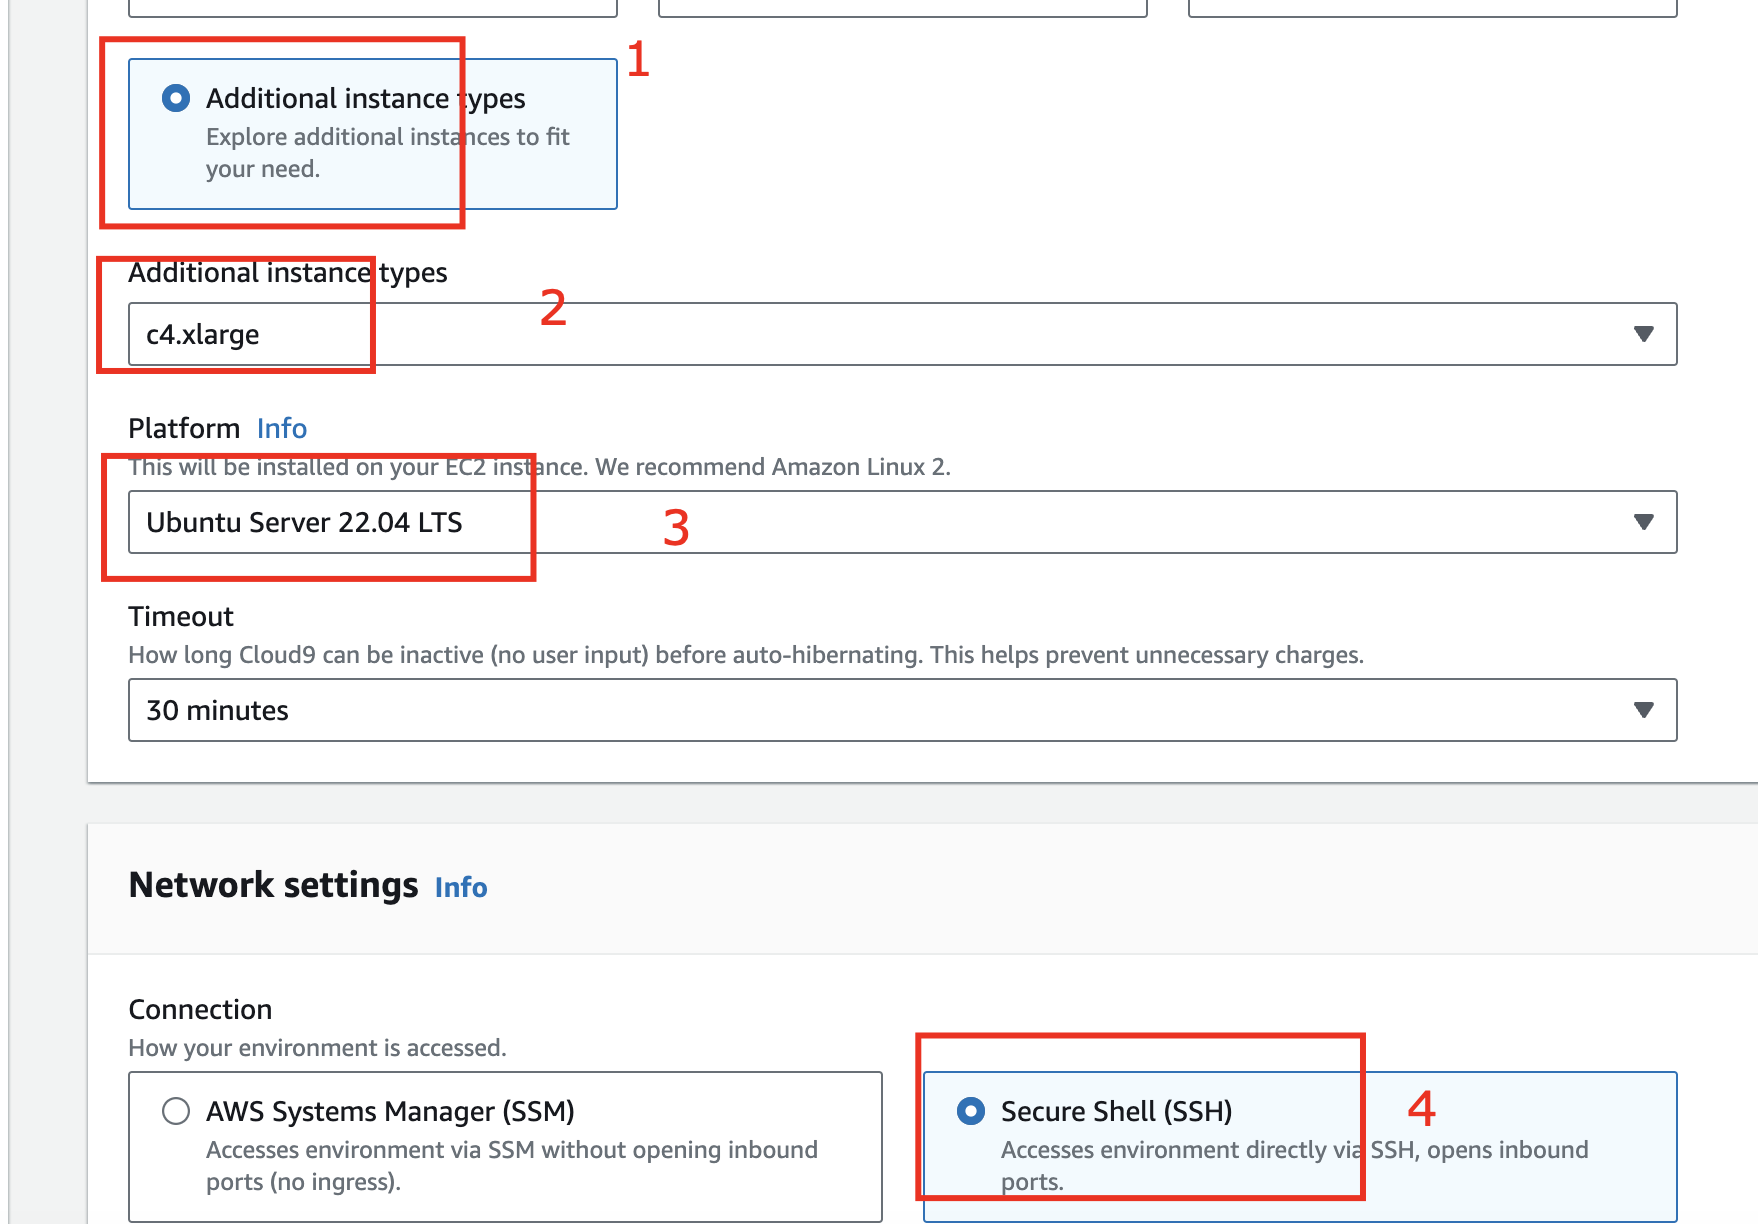 1
Additional instance types
Explore additional instances to fit
your need.
Additional instance types
2
c4.xlarge
Platform Info
This will be installed on your EC2 instance. We recommend Amazon Linux 2.
Ubuntu Server 22.04 LTS
3
Timeout
How long Cloud9 can be inactive (no user input) before auto-hibernating. This helps prevent unnecessary charges.
30 minutes
Network settings Info
Connection
How your environment is accessed.
AWS Systems Manager (SSM)
Accesses environment via SSM without opening inbound
ports (no ingress).
Secure Shell (SSH)
4
Accesses environment directly via SSH, opens inbound
ports.